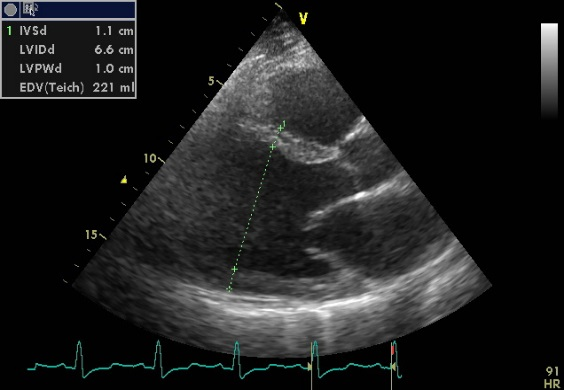 1 IVSd 1.1 cm
LVIDd 6.6 cm
LVPWd 1.0 cm
EDV(Teich) 221 ml
V
1
5
10
15
91
HR